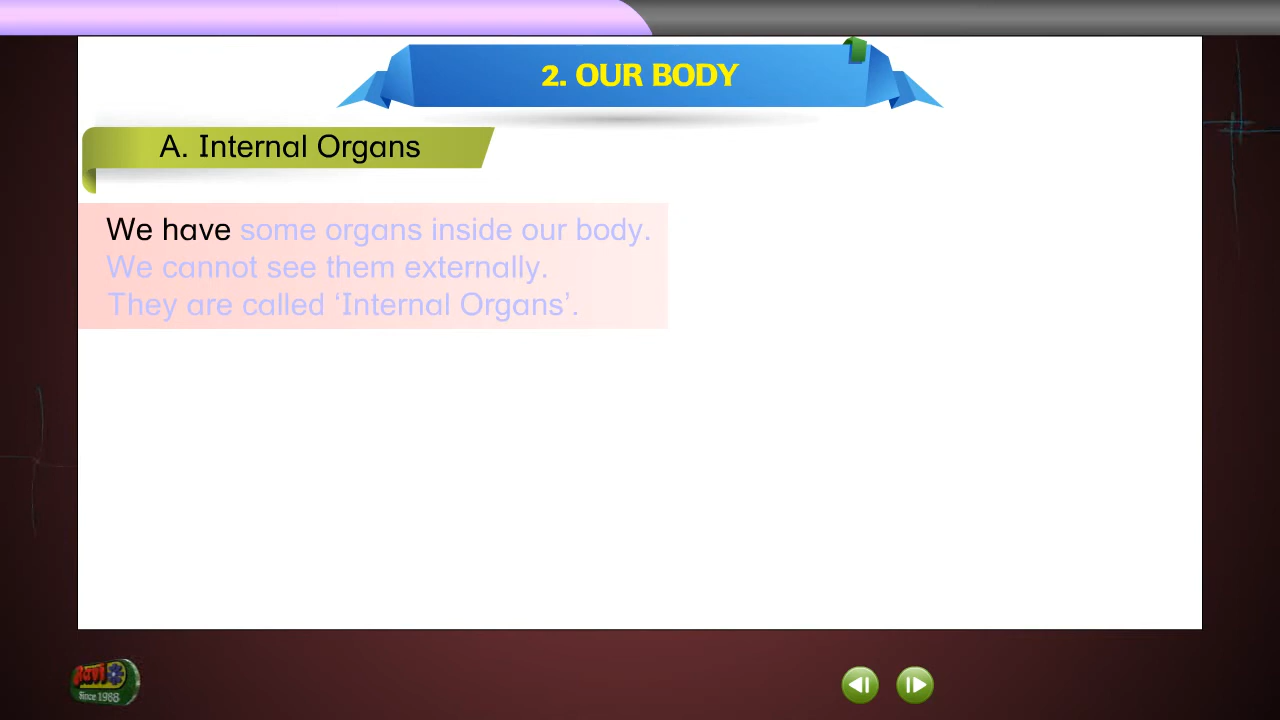 2. OUR BODY
A. Internal Organs
We have some organs inside our body.
We cannot see them externally.
They are called ‘Internal Organs’.
Ravi
Since 1988